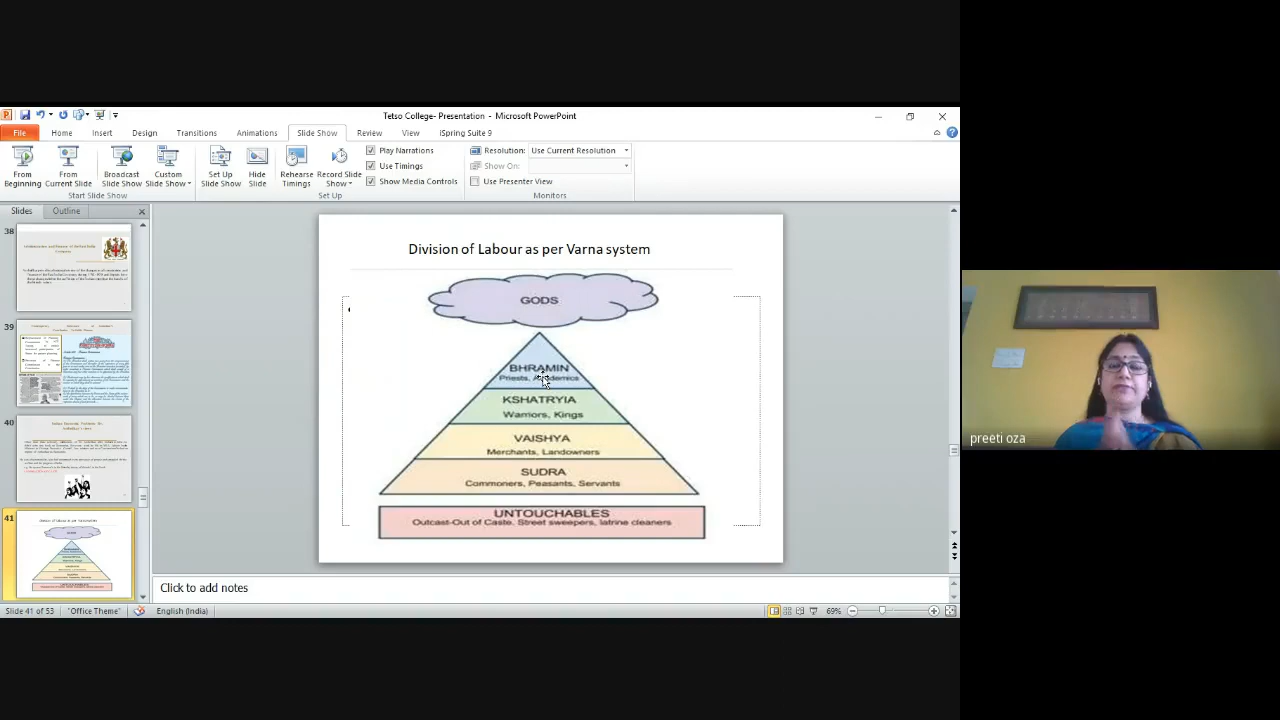 Tetso College- Presentation - Microsoft PowerPoint
File Home Insert Design Transitions Animations Slide Show Review View iSpring Suite 9
From Beginning
From Current Slide
Broadcast Slide Show
Custom Slide Show
Start Slide Show
Set Up Slide Show
Hide Slide
Rehearse Timings
Record Slide Show
Play Narrations
Use Timings
Show Media Controls
Set Up
Resolution: Use Current Resolution
Show On:
Use Presenter View
Monitors
Slides Outline
38
39
40
41
Division of Labour as per Varna system
GODS
BHRAMIN
Priests, Academics
KSHATRYIA
Warriors, Kings
VAISHYA
Merchants, Landowners
SUDRA
Commoners, Peasants, Servants
UNTOUCHABLES
Outcast-Out of Caste. Street sweepers, latrine cleaners
Click to add notes
Slide 41 of 53 "Office Theme" English (India) 69%
preeti oza